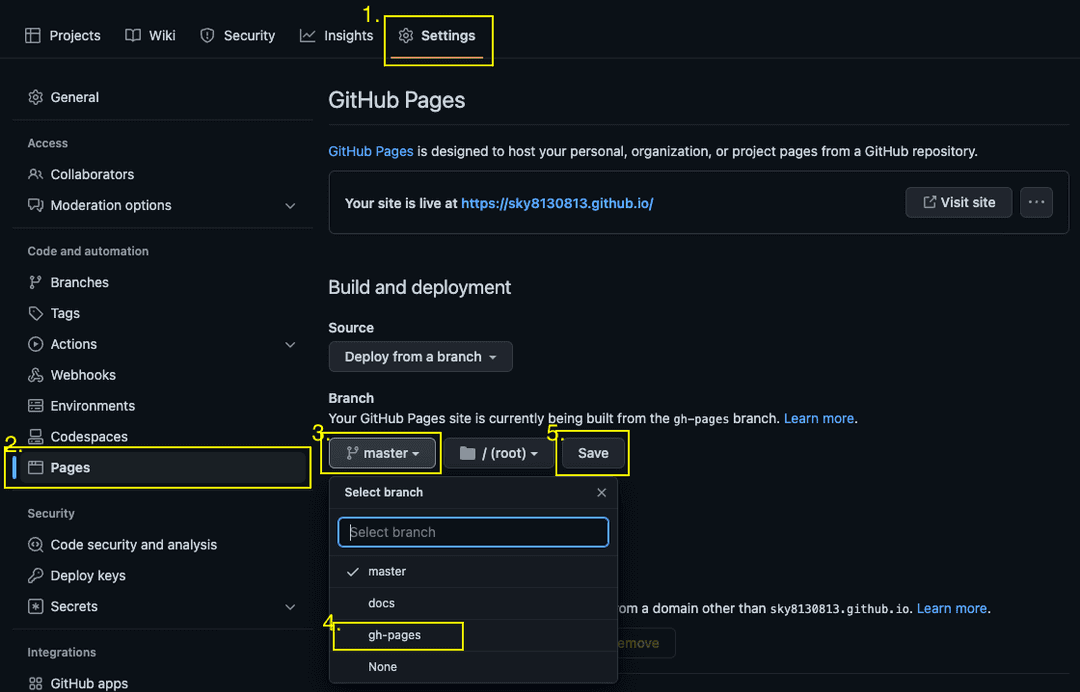 1.
Projects Wiki Security Insights Settings
General
Access
Collaborators
Moderation options
Code and automation
Branches
Tags
Actions
Webhooks
Environments
Codespaces
2.
Pages
Security
Code security and analysis
Deploy keys
Secrets
Integrations
GitHub apps
GitHub Pages
GitHub Pages is designed to host your personal, organization, or project pages from a GitHub repository.
Your site is live at https://sky8130813.github.io/
Visit site
Build and deployment
Source
Deploy from a branch
Branch
Your GitHub Pages site is currently being built from the gh-pages branch. Learn more.
3. 5.
master / (root) Save
Select branch
Select branch
master
docs
om a domain other than sky8130813.github.io. Learn more.
4.
gh-pages
emove
None